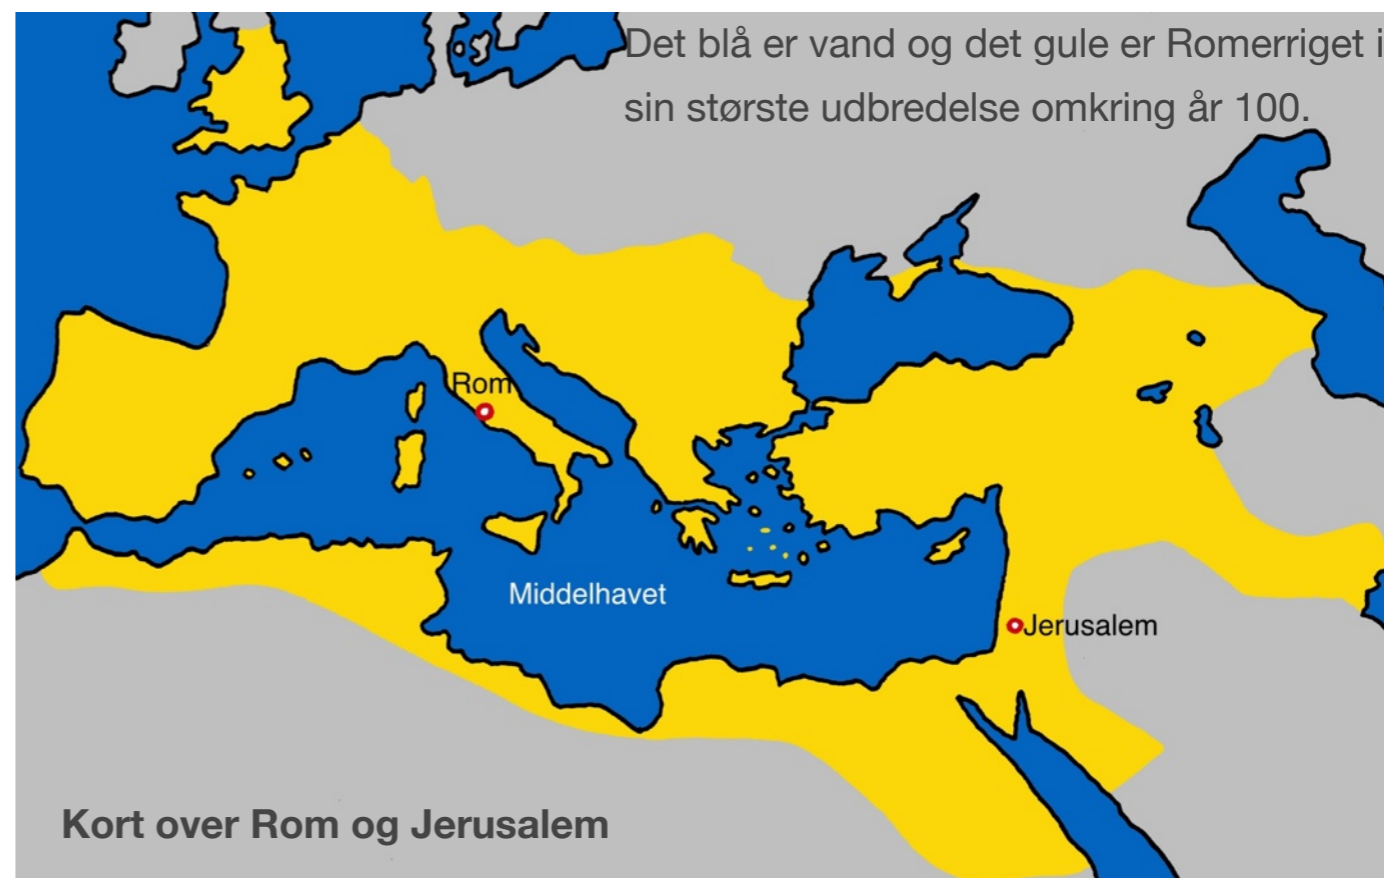 Det blå er vand og det gule er Romerriget i
sin største udbredelse omkring år 100.
Rom
Middelhavet
Jerusalem
Kort over Rom og Jerusalem